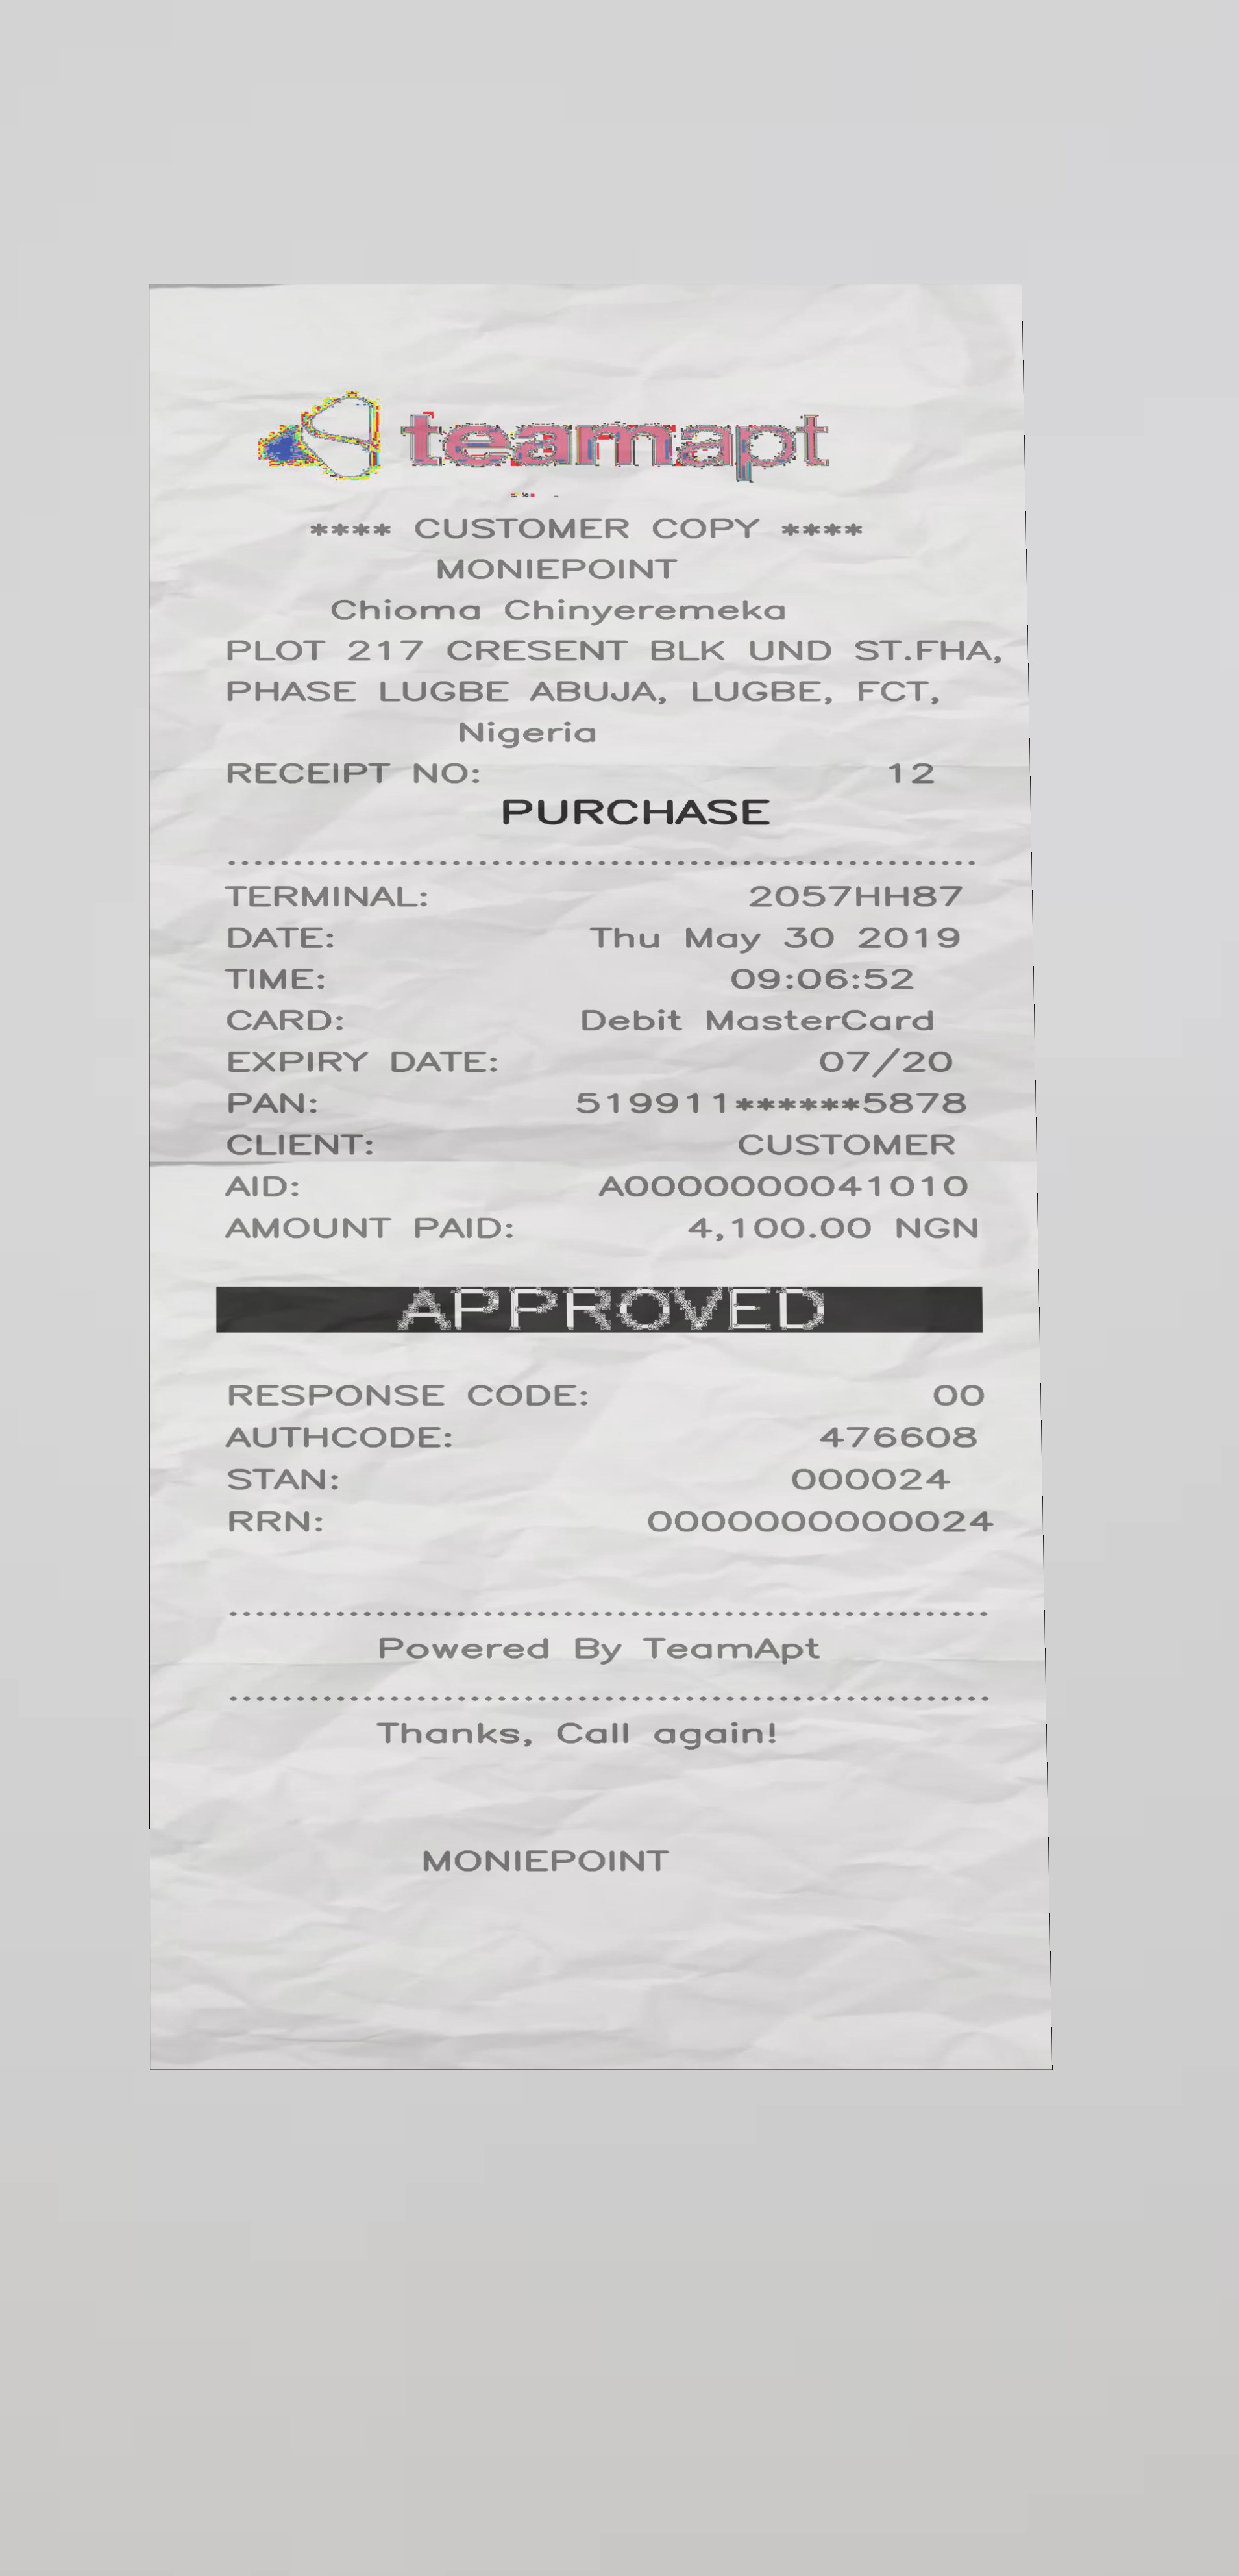 teamapt
**** CUSTOMER COPY ****
MONIEPOINT
Chioma Chinyeremeka
PLOT 217 CRESENT BLK UND ST.FHA,
PHASE LUGBE ABUJA, LUGBE, FCT,
Nigeria
RECEIPT NO: 12
PURCHASE
TERMINAL: 2057HH87
DATE: Thu May 30 2019
TIME: 09:06:52
CARD: Debit MasterCard
EXPIRY DATE: 07/20
PAN: 519911******5878
CLIENT: CUSTOMER
AID: A0000000041010
AMOUNT PAID: 4,100.00 NGN
APPROVED
RESPONSE CODE: 00
AUTHCODE: 476608
STAN: 000024
RRN: 0000000000024
Powered By TeamApt
Thanks, Call again!
MONIEPOINT